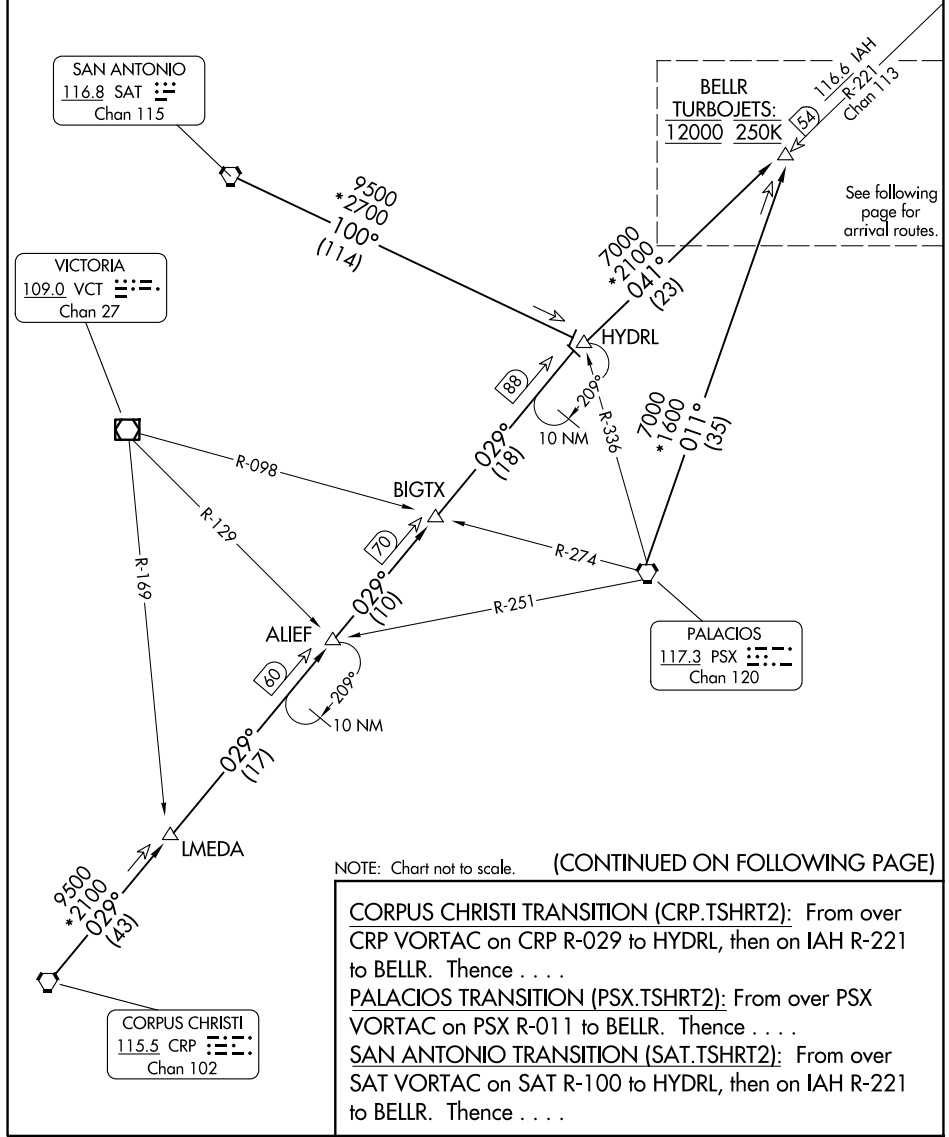 SAN ANTONIO
116.8 SAT
Chan 115
BELLR
TURBOJETS:
12000 250K
54
116.6 IAH
R-221
Chan 113
See following
page for
arrival routes.
9500
*2700
100°
(114)
VICTORIA
109.0 VCT
Chan 27
7000
*2100
041°
(23)
HYDRL
88
209°
10 NM
R-336
7000
*1600
011°
(35)
029°
(18)
R-098
BIGTX
R-129
R-169
70
R-274
029°
(10)
R-251
ALIEF
PALACIOS
117.3 PSX
Chan 120
60
209°
10 NM
029°
(17)
LMEDA
9500
*2100
029°
(43)
CORPUS CHRISTI
115.5 CRP
Chan 102
NOTE: Chart not to scale.
(CONTINUED ON FOLLOWING PAGE)
CORPUS CHRISTI TRANSITION (CRP.TSHRT2): From over
CRP VORTAC on CRP R-029 to HYDRL, then on IAH R-221
to BELLR. Thence . . . .
PALACIOS TRANSITION (PSX.TSHRT2): From over PSX
VORTAC on PSX R-011 to BELLR. Thence . . . .
SAN ANTONIO TRANSITION (SAT.TSHRT2): From over
SAT VORTAC on SAT R-100 to HYDRL, then on IAH R-221
to BELLR. Thence . . . .